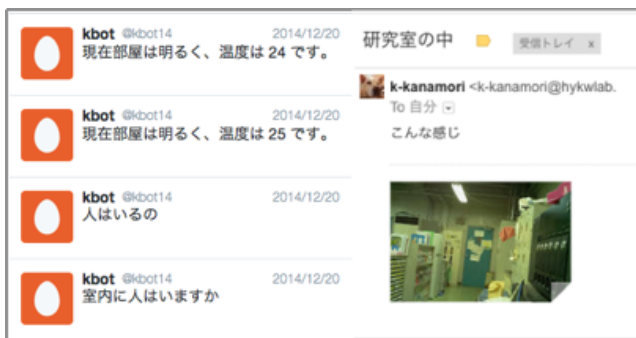 kbot @kbot14 2014/12/20
現在部屋は明るく、温度は 24 です。
kbot @kbot14 2014/12/20
現在部屋は明るく、温度は 25 です。
kbot @kbot14 2014/12/20
人はいるの
kbot @kbot14 2014/12/20
室内に人はいますか
研究室の中 受信トレイ x
k-kanamori <k-kanamori@hykwlab.
To 自分
こんな感じ